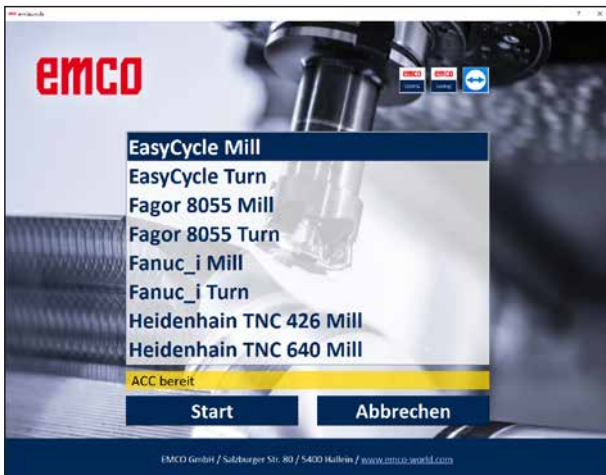 emco
EMCO EMCO
EasyCycle Mill
EasyCycle Turn
Fagor 8055 Mill
Fagor 8055 Turn
Fanuc_i Mill
Fanuc_i Turn
Heidenhain TNC 426 Mill
Heidenhain TNC 640 Mill
ACC bereit
Start Abbrechen
EMCO GmbH / Salzburger Str. 80 / 5400 Hallein / www.emco-world.com